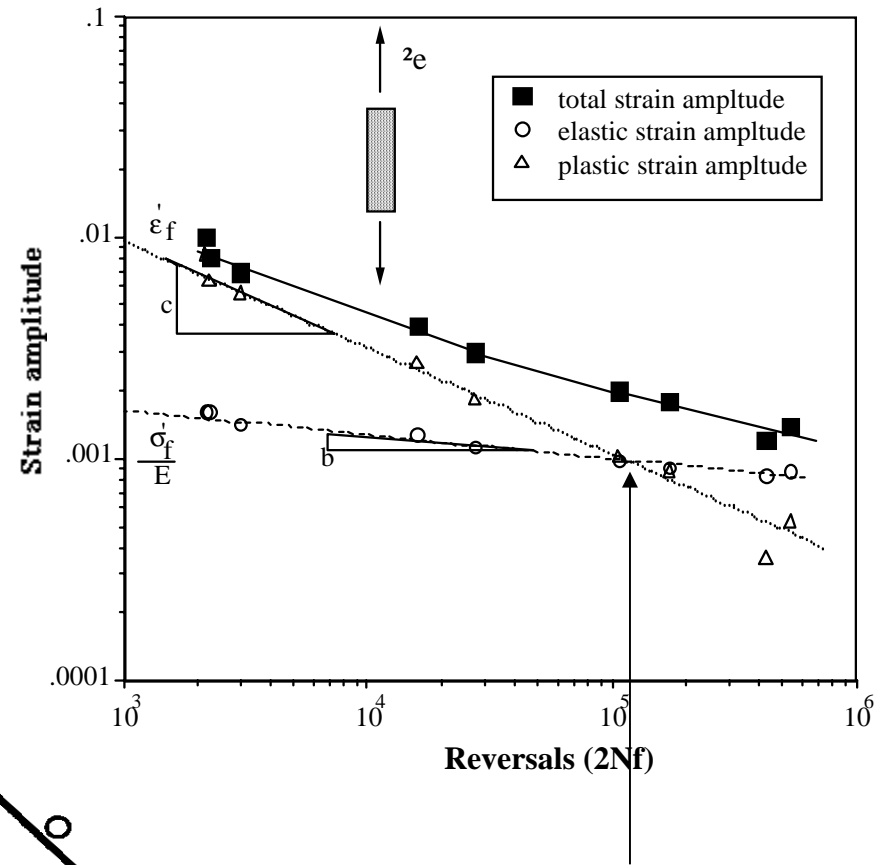 .1
²e
total strain ampltude
elastic strain ampltude
plastic strain ampltude
.01
ε'f
c
Strain amplitude
.001
σ'f
E
b
.0001
10³ 10⁴ 10⁵ 10⁶
Reversals (2Nf)